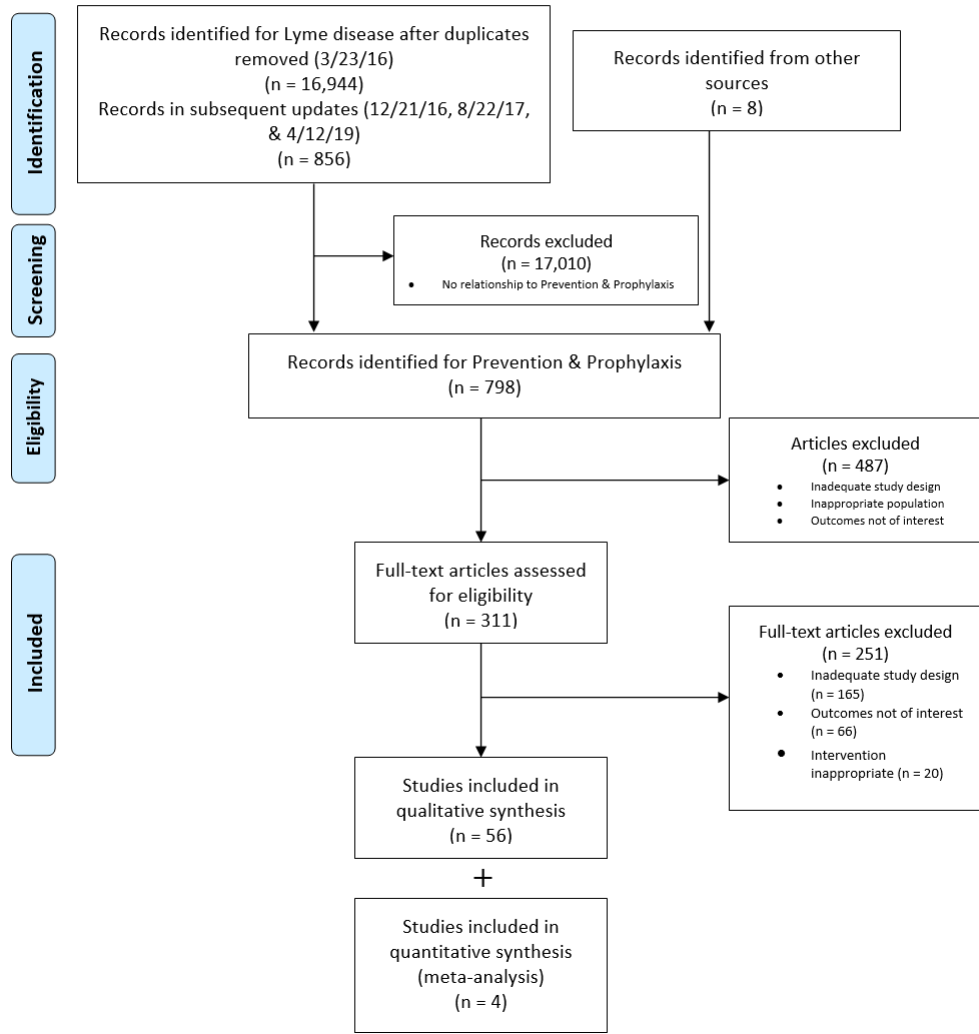 Identification
Records identified for Lyme disease after duplicates
removed (3/23/16)
(n = 16,944)
Records in subsequent updates (12/21/16, 8/22/17,
& 4/12/19)
(n = 856)
Records identified from other
sources
(n = 8)
Screening
Records excluded
(n = 17,010)
• No relationship to Prevention & Prophylaxis
Eligibility
Records identified for Prevention & Prophylaxis
(n = 798)
Articles excluded
(n = 487)
• Inadequate study design
• Inappropriate population
• Outcomes not of interest
Included
Full-text articles assessed
for eligibility
(n = 311)
Full-text articles excluded
(n = 251)
• Inadequate study design
(n = 165)
• Outcomes not of interest
(n = 66)
• Intervention
inappropriate (n = 20)
Studies included in
qualitative synthesis
(n = 56)
+
Studies included in
quantitative synthesis
(meta-analysis)
(n = 4)